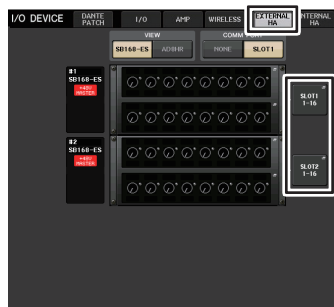 I/O DEVICE
DANTE PATCH
I/O
AMP
WIRELESS
EXTERNAL HA
INTERNAL HA
VIEW
COMM PORT
SB168-ES
AD8HR
NONE
SLOT1
#1
SB168-ES
+48V
MASTER
#2
SB168-ES
+48V
MASTER
SLOT1
1-16
SLOT2
1-16